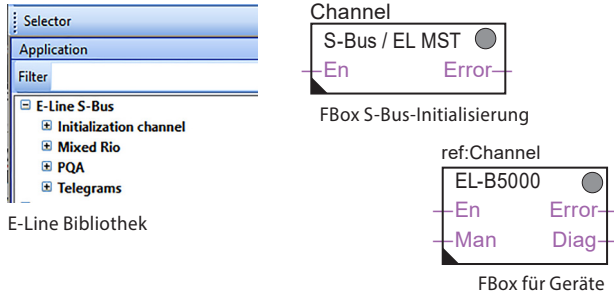 Selector
Application
Filter
E-Line S-Bus
Initialization channel
Mixed Rio
PQA
Telegrams
E-Line Bibliothek
Channel
S-Bus / EL MST
En Error
FBox S-Bus-Initialisierung
ref:Channel
EL-B5000
En Error
Man Diag
FBox für Geräte